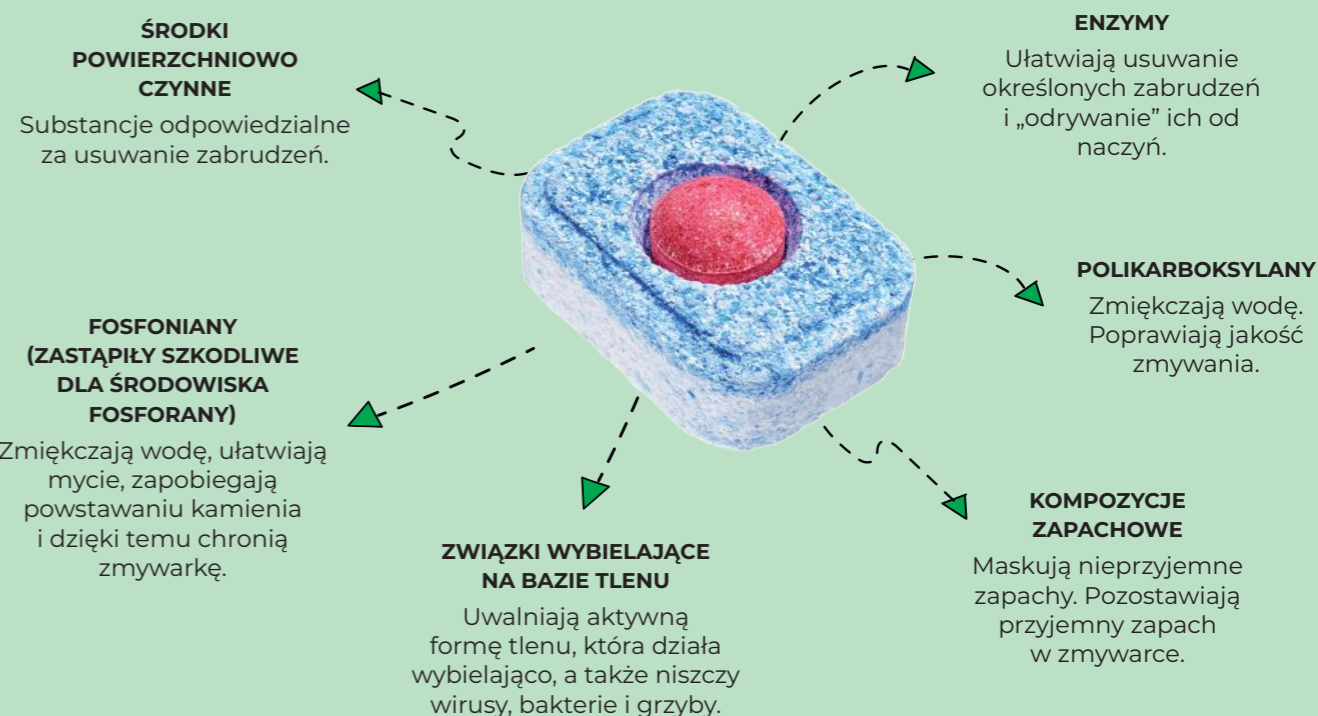 ŚRODKI
POWIERZCHNIOWO
CZYNNE
Substancje odpowiedzialne
za usuwanie zabrudzeń.
ENZYMY
Ułatwiają usuwanie
określonych zabrudzeń
i „odrywanie” ich od
naczyń.
POLIKARBOKSYLANY
Zmiękczają wodę.
Poprawiają jakość
zmywania.
FOSFONIANY
(ZASTĄPIŁY SZKODLIWE
DLA ŚRODOWISKA
FOSFORANY)
Zmiękczają wodę, ułatwiają
mycie, zapobiegają
powstawaniu kamienia
i dzięki temu chronią
zmywarkę.
ZWIĄZKI WYBIELAJĄCE
NA BAZIE TLENU
Uwalniają aktywną
formę tlenu, która działa
wybielająco, a także niszczy
wirusy, bakterie i grzyby.
KOMPOZYCJE
ZAPACHOWE
Maskują nieprzyjemne
zapachy. Pozostawiają
przyjemny zapach
w zmywarce.